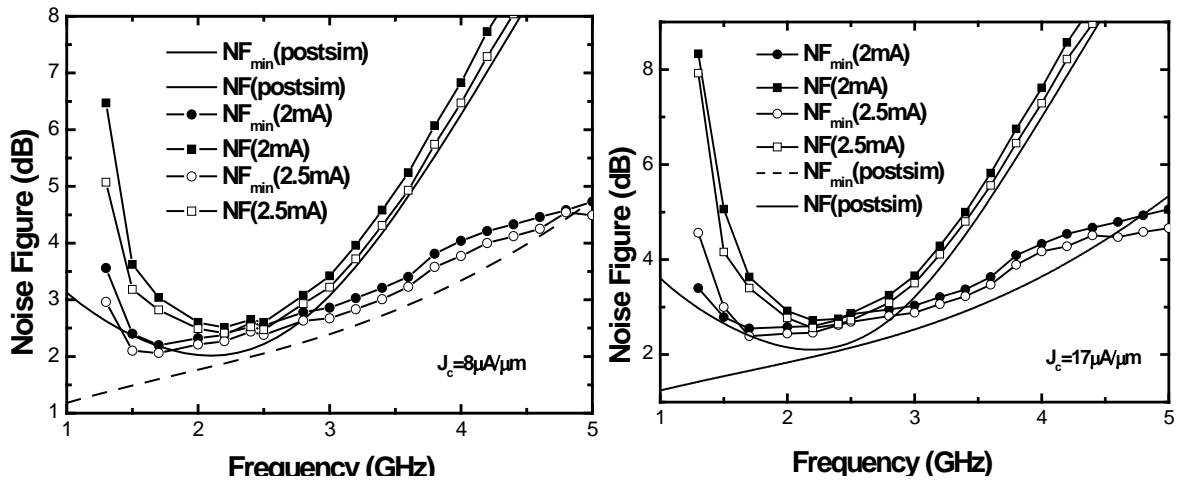 8
7
6
5
4
3
2
1
Noise Figure (dB)
NFmin(postsim)
NF(postsim)
NFmin(2mA)
NF(2mA)
NFmin(2.5mA)
NF(2.5mA)
Jc=8μA/μm
1 2 3 4 5
Frequency (GHz)
8
6
4
2
Noise Figure (dB)
NFmin(2mA)
NF(2mA)
NFmin(2.5mA)
NF(2.5mA)
NFmin(postsim)
NF(postsim)
Jc=17μA/μm
1 2 3 4 5
Frequency (GHz)